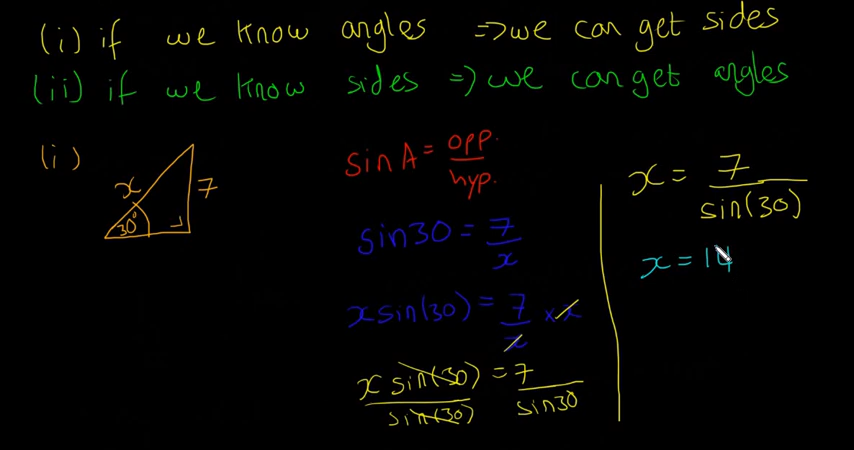 (i) if we know angles ⇒ we can get sides
(ii) if we know sides ⇒ we can get angles
(i)
x
7
30°
sin A = opp. / hyp.
sin30 = 7 / x
x sin(30) = 7 / x × x
x sin(30) / sin(30) = 7 / sin30
x = 7 / sin(30)
x = 14